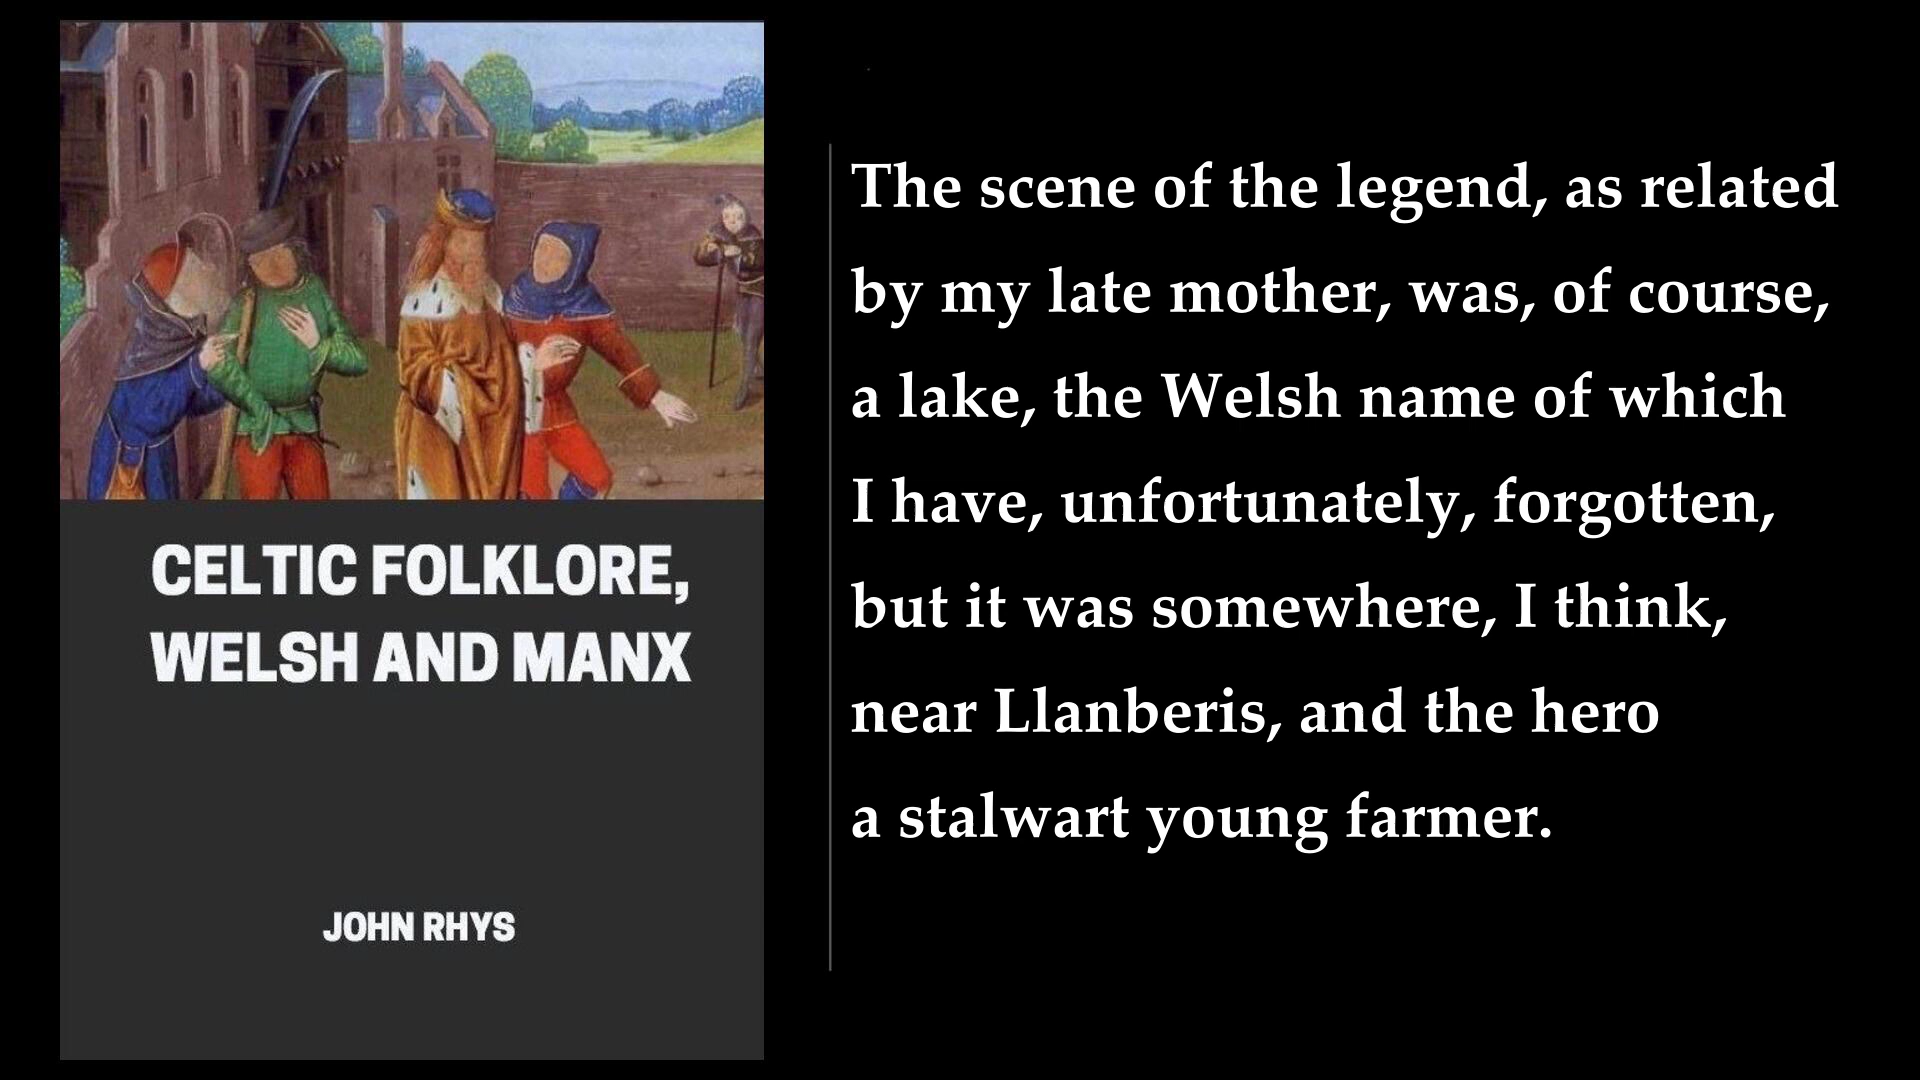 CELTIC FOLKLORE,
WELSH AND MANX
JOHN RHYS
The scene of the legend, as related
by my late mother, was, of course,
a lake, the Welsh name of which
I have, unfortunately, forgotten,
but it was somewhere, I think,
near Llanberis, and the hero
a stalwart young farmer.